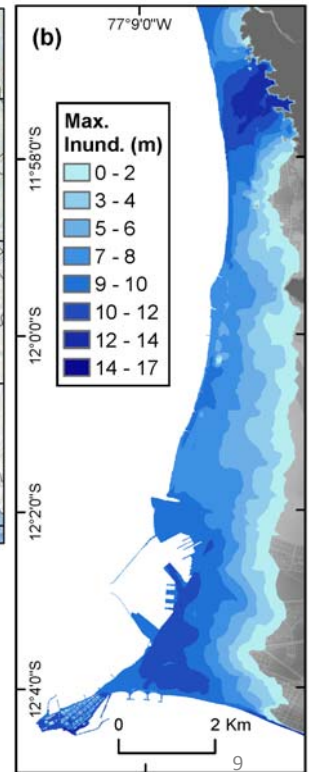 77°9'0"W
(b)
Max.
Inund. (m)
0 - 2
3 - 4
5 - 6
7 - 8
9 - 10
10 - 12
12 - 14
14 - 17
11°58'0"S
12°0'0"S
12°2'0"S
12°4'0"S
0 2 Km
9